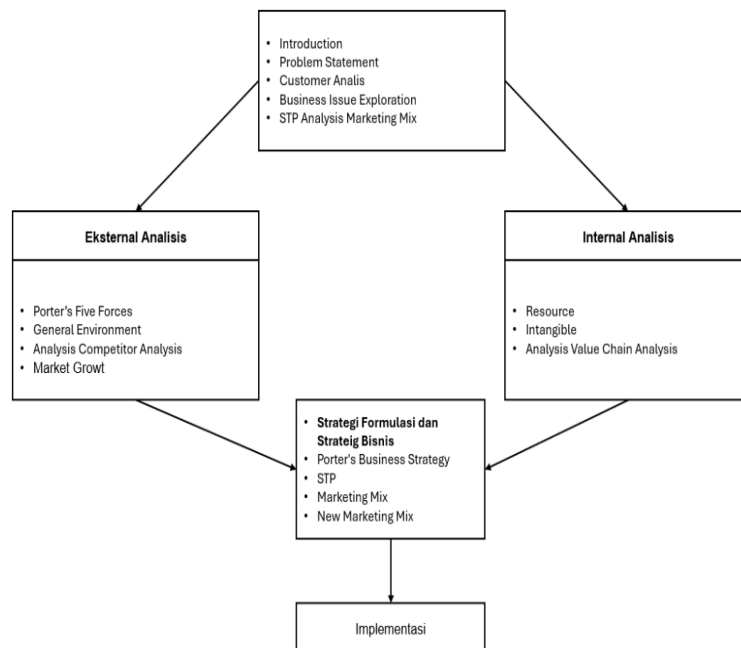 • Introduction
• Problem Statement
• Customer Analis
• Business Issue Exploration
• STP Analysis Marketing Mix
Eksternal Analisis
• Porter's Five Forces
• General Environment
• Analysis Competitor Analysis
• Market Growt
Internal Analisis
• Resource
• Intangible
• Analysis Value Chain Analysis
• Strategi Formulasi dan
Strateig Bisnis
• Porter's Business Strategy
• STP
• Marketing Mix
• New Marketing Mix
Implementasi